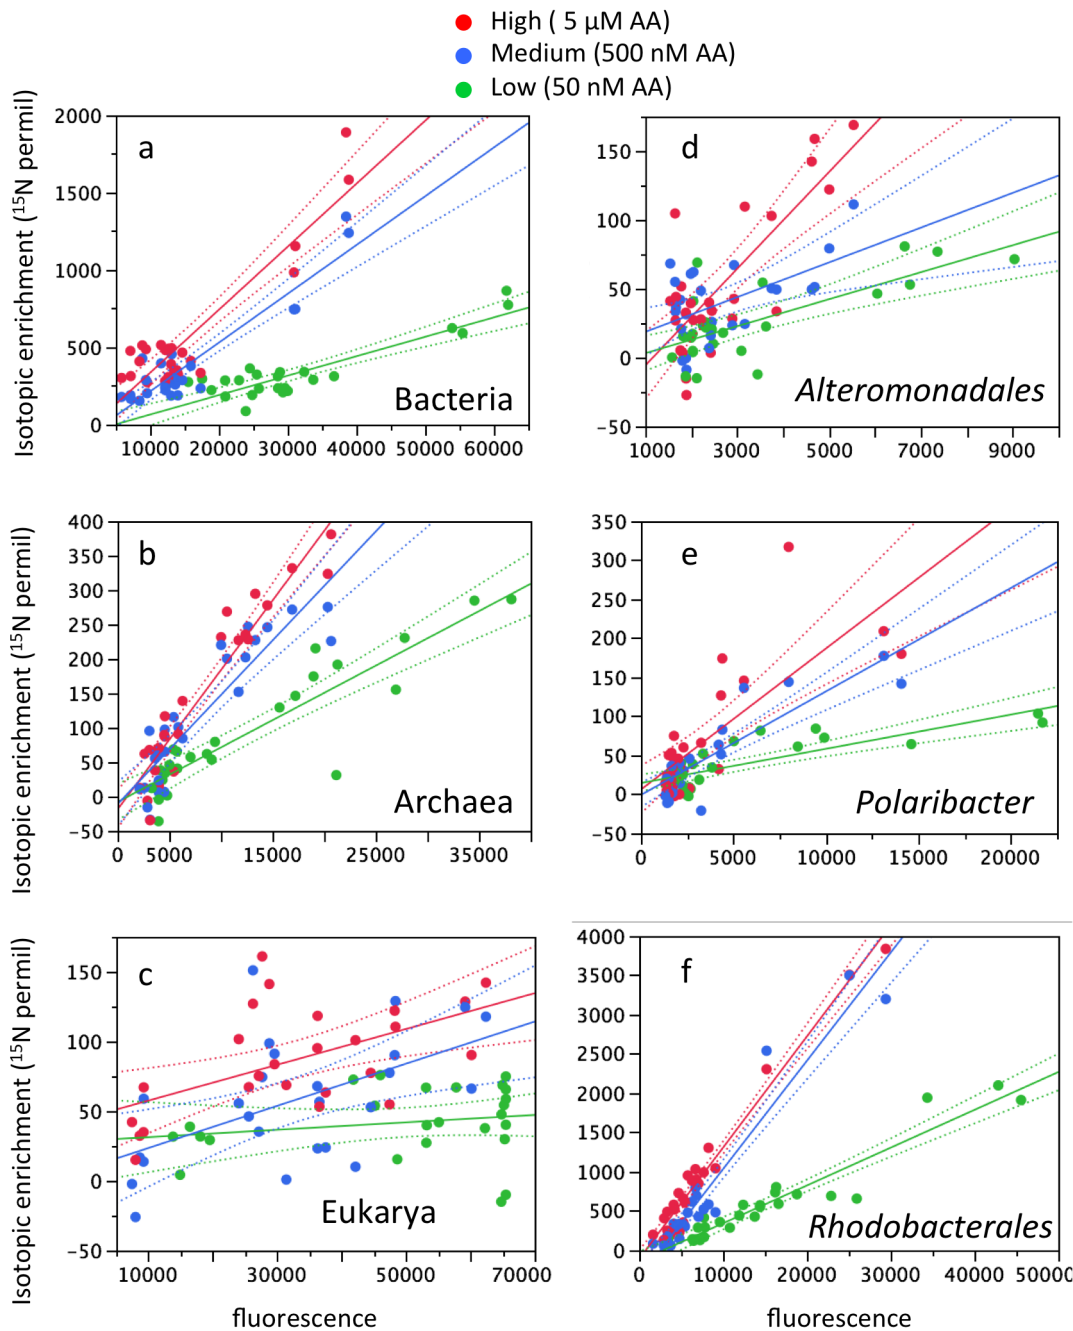 High ( 5 µM AA)
Medium (500 nM AA)
Low (50 nM AA)
Isotopic enrichment (¹⁵N permil)
2000
1500
1000
500
0
a
Bacteria
10000 20000 30000 40000 50000 60000
150
100
50
0
−50
d
Alteromonadales
1000 3000 5000 7000 9000
Isotopic enrichment (¹⁵N permil)
400
350
300
250
200
150
100
50
0
−50
b
Archaea
0 5000 15000 25000 35000
350
300
250
200
150
100
50
0
−50
e
Polaribacter
0 5000 10000 15000 20000
Isotopic enrichment (¹⁵N permil)
150
100
50
0
−50
c
Eukarya
10000 30000 50000 70000
fluorescence
4000
3500
3000
2500
2000
1500
1000
500
0
f
Rhodobacterales
0 10000 20000 30000 40000 50000
fluorescence